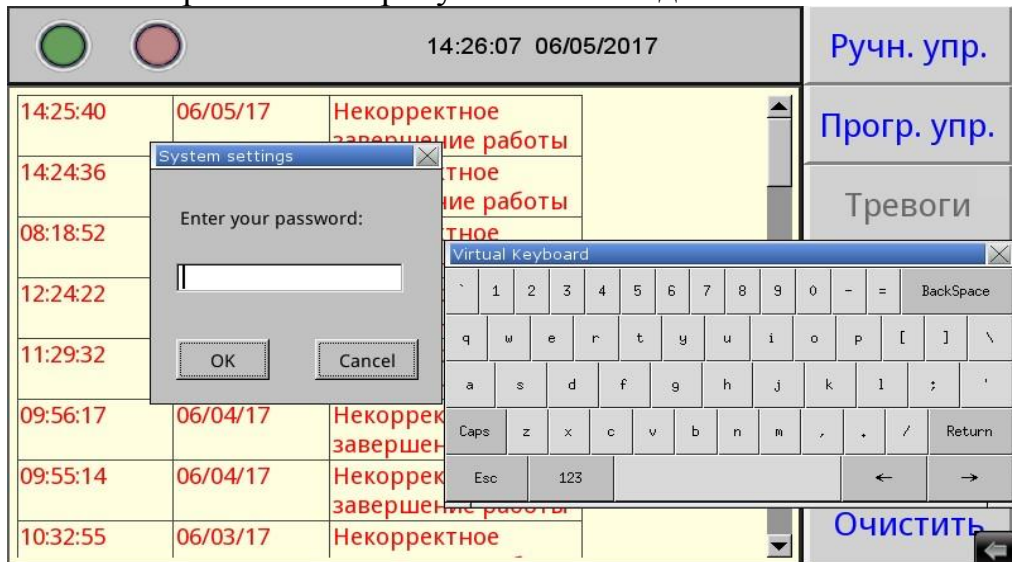 14:26:07 06/05/2017
Ручн. упр.
Прогр. упр.
Тревоги
Очистить
14:25:40 06/05/17 Некорректное
завершение работы
14:24:36 тное
ние работы
08:18:52 тное
12:24:22
11:29:32
09:56:17 06/04/17 Некоррек
завершен
09:55:14 06/04/17 Некоррек
завершение работы
10:32:55 06/03/17 Некорректное
System settings
Enter your password:
OK Cancel
Virtual Keyboard
` 1 2 3 4 5 6 7 8 9 0 - = BackSpace
q w e r t y u i o p [ ] \
a s d f g h j k l ; '
Caps z x c v b n m , . / Return
Esc 123 ← →